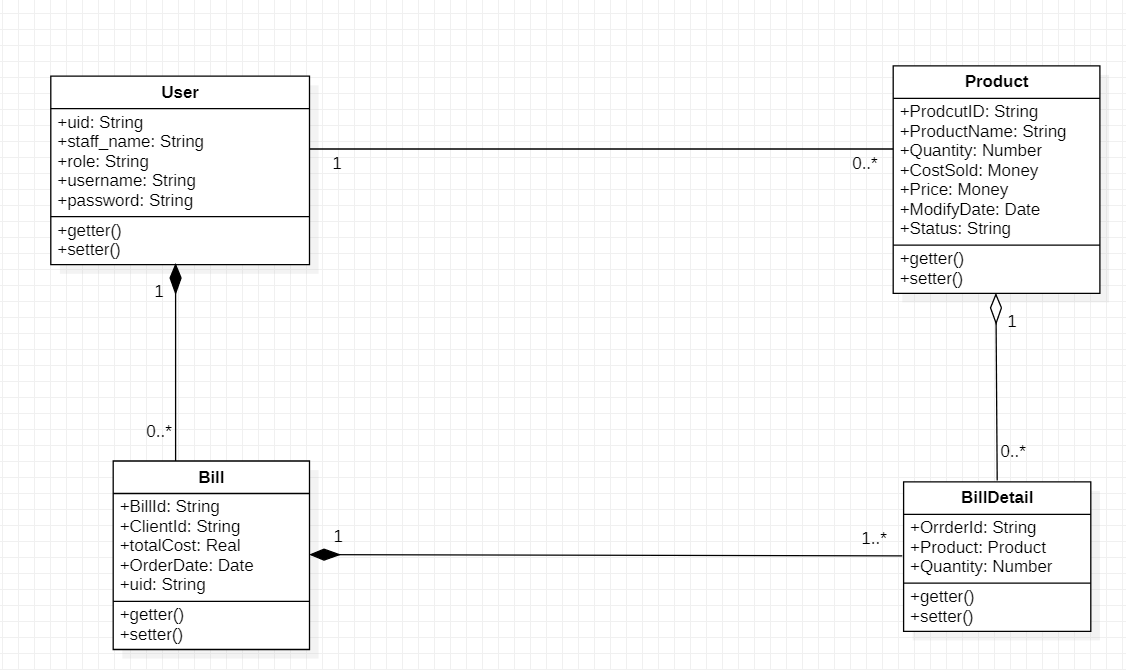 User
+uid: String
+staff_name: String
+role: String
+username: String
+password: String
+getter()
+setter()
Product
+ProdcutID: String
+ProductName: String
+Quantity: Number
+CostSold: Money
+Price: Money
+ModifyDate: Date
+Status: String
+getter()
+setter()
1
0..*
1
0..*
1
0..*
Bill
+BillId: String
+ClientId: String
+totalCost: Real
+OrderDate: Date
+uid: String
+getter()
+setter()
1
1..*
BillDetail
+OrrderId: String
+Product: Product
+Quantity: Number
+getter()
+setter()